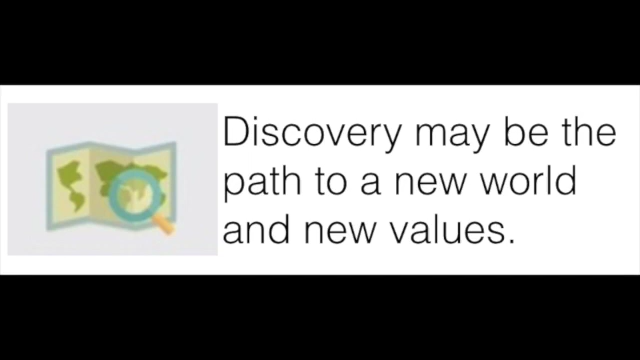 Discovery may be the
path to a new world
and new values.